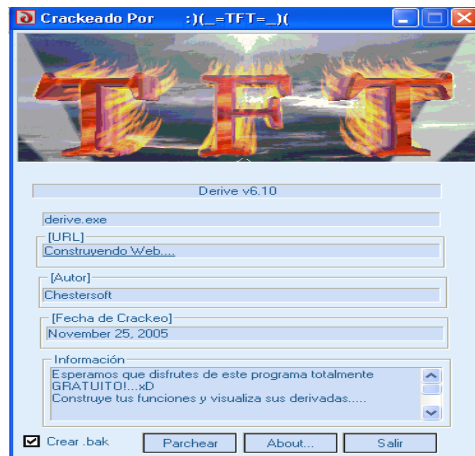 Crackeado Por :)(_=TFT=_)(
TFT
Derive v6.10
derive.exe
[URL]
Construyendo Web....
[Autor]
Chestersoft
[Fecha de Crackeo]
November 25, 2005
Información
Esperamos que disfrutes de este programa totalmente
GRATUITO!...xD
Construye tus funciones y visualiza sus derivadas.....
Crear .bak
Parchear
About...
Salir